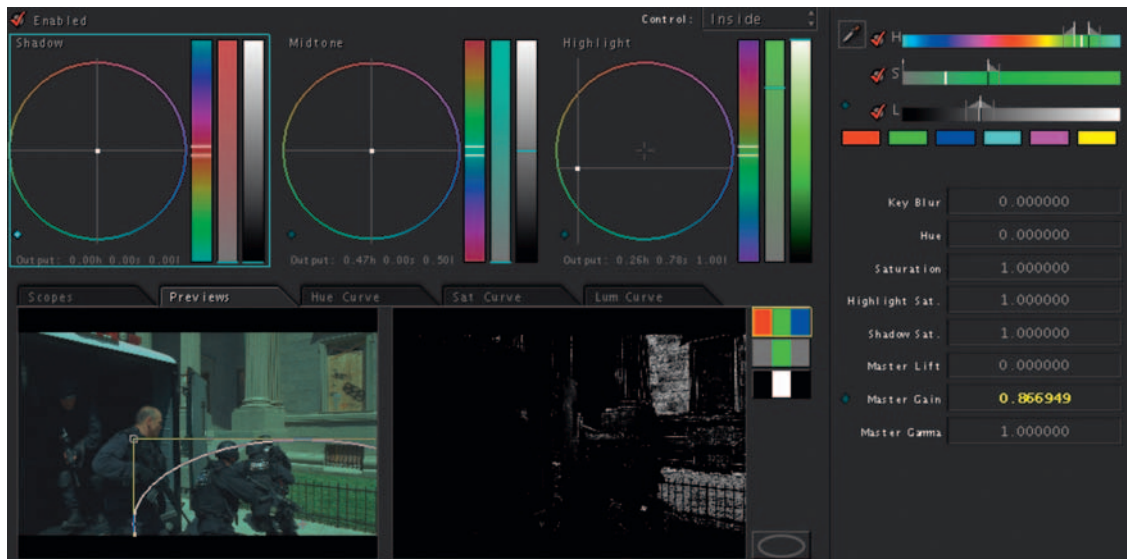 Enabled
Control: Inside
Shadow
Midtone
Highlight
H
S
L
Output: 0.00h 0.00s 0.00l
Output: 0.47h 0.00s 0.50l
Output: 0.26h 0.78s 1.00l
Key Blur 0.000000
Hue 0.000000
Saturation 1.000000
Highlight Sat. 1.000000
Shadow Sat. 1.000000
Master Lift 0.000000
Master Gain 0.866949
Master Gamma 1.000000
Scopes
Previews
Hue Curve
Sat Curve
Lum Curve